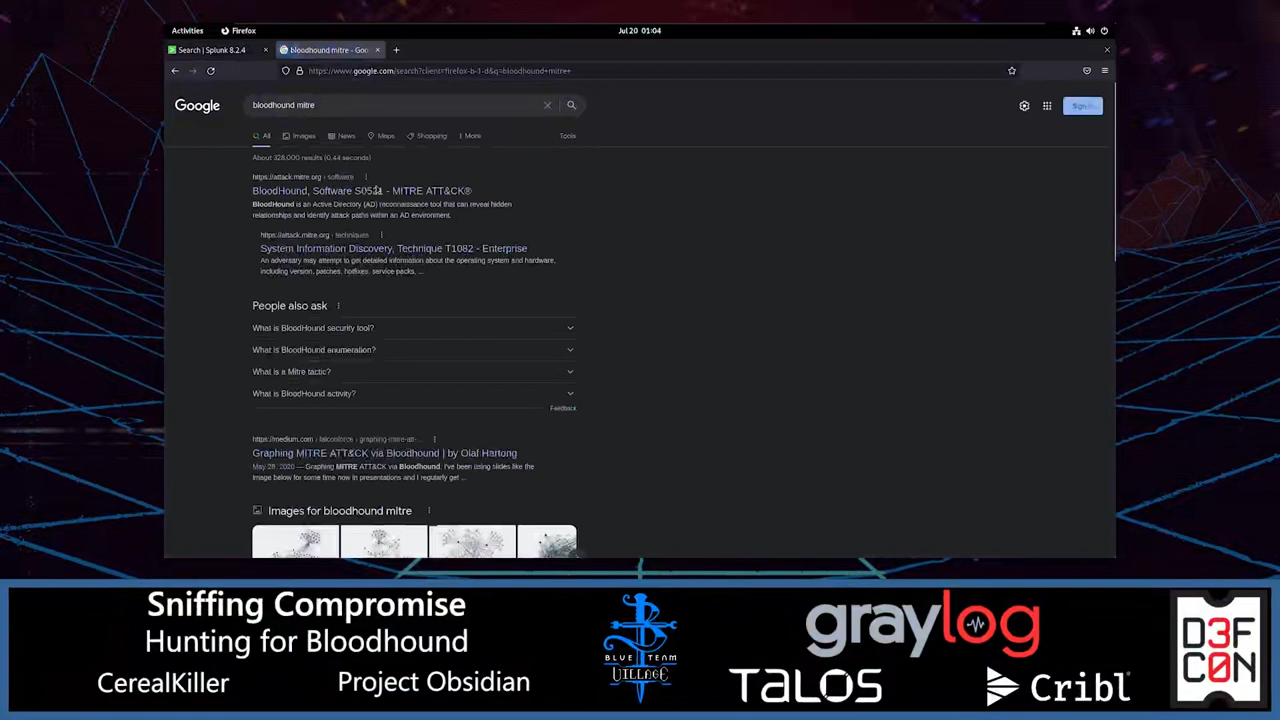 Activities
Firefox
Jul 20 01:04
Search | Splunk 8.2.4
bloodhound mitre - Goo
https://www.google.com/search?client=firefox-b-1-d&q=bloodhound+mitre+
Google
bloodhound mitre
Sign in
All
Images
News
Maps
Shopping
More
Tools
About 328,000 results (0.44 seconds)
https://attack.mitre.org › software
BloodHound, Software S0521 - MITRE ATT&CK®
BloodHound is an Active Directory (AD) reconnaissance tool that can reveal hidden
relationships and identify attack paths within an AD environment.
https://attack.mitre.org › techniques
System Information Discovery, Technique T1082 - Enterprise
An adversary may attempt to get detailed information about the operating system and hardware,
including version, patches, hotfixes, service packs, ...
People also ask
What is BloodHound security tool?
What is BloodHound enumeration?
What is a Mitre tactic?
What is BloodHound activity?
Feedback
https://medium.com › falconforce › graphing-mitre-att-...
Graphing MITRE ATT&CK via Bloodhound | by Olaf Hartong
May 28, 2020 — Graphing MITRE ATT&CK via Bloodhound. I've been using slides like the
image below for some time now in presentations and I regularly get ...
Images for bloodhound mitre
Sniffing Compromise
Hunting for Bloodhound
CerealKiller
Project Obsidian
BLUE TEAM
VILLAGE
graylog
TALOS
Cribl
D3F
C0N